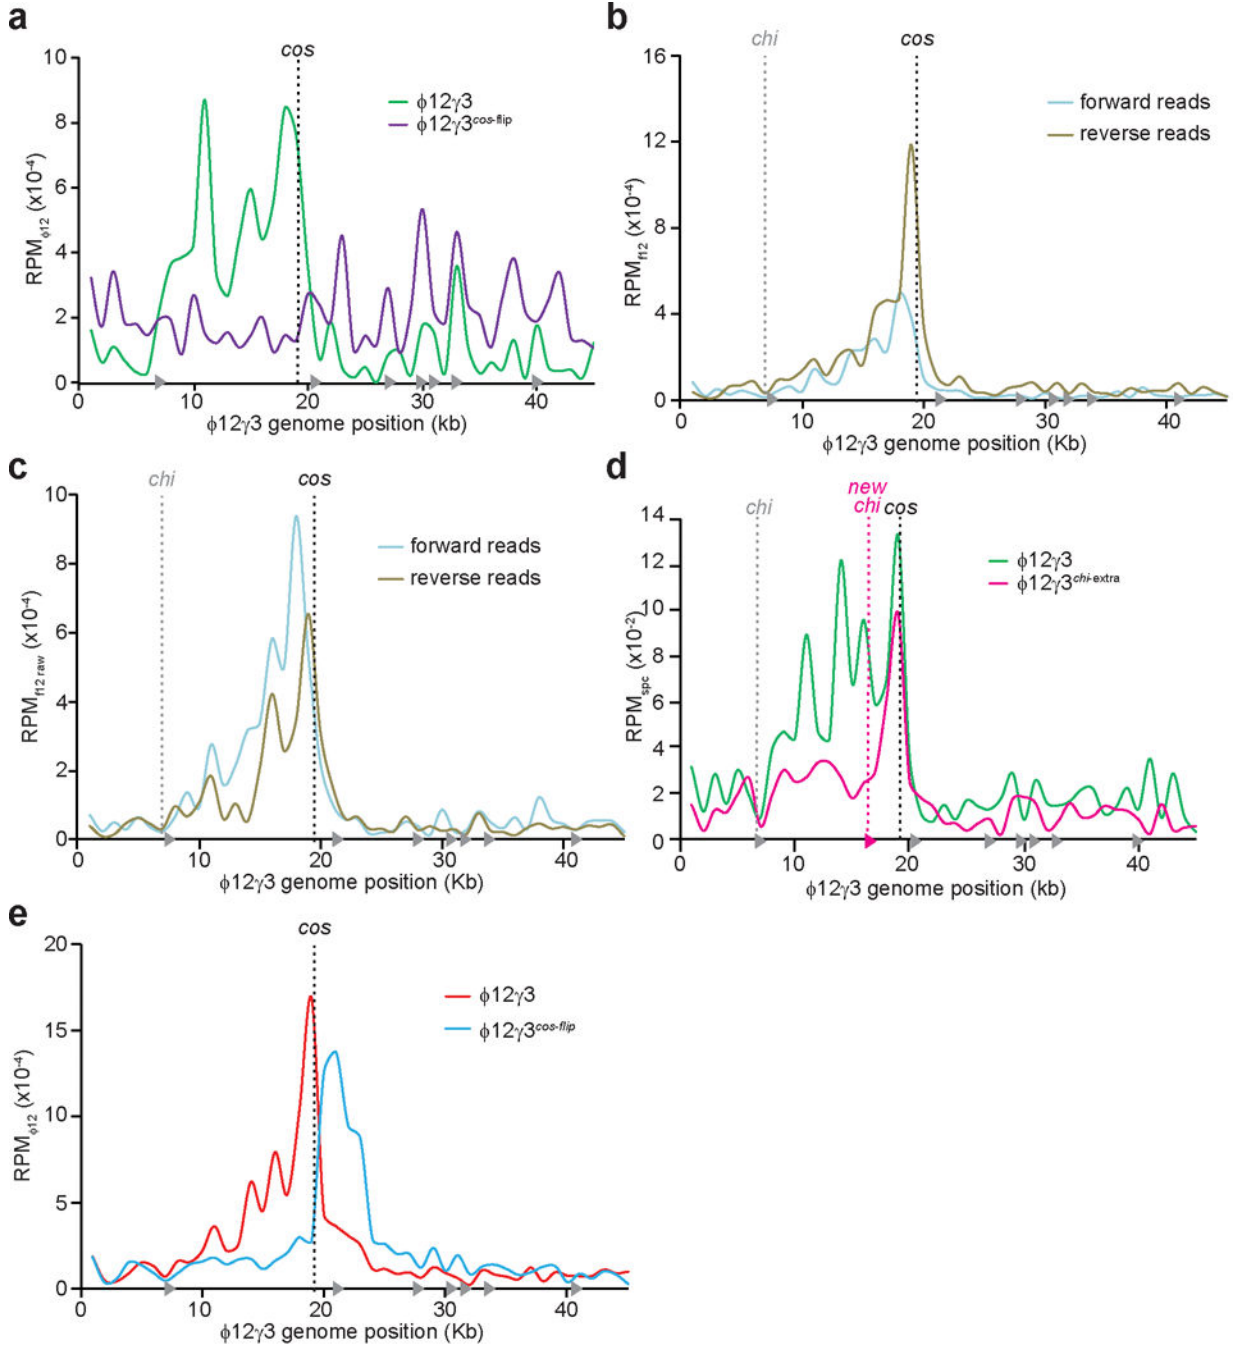 a
cos
ϕ12γ3
ϕ12γ3cos-flip
RPMϕ12 (x10-4)
10
8
6
4
2
0
0 10 20 30 40
ϕ12γ3 genome position (kb)
b
chi
cos
forward reads
reverse reads
RPMf12 (x10-4)
16
12
8
4
0
0 10 20 30 40
ϕ12γ3 genome position (Kb)
c
chi
cos
forward reads
reverse reads
RPMf12 raw (x10-4)
10
8
6
4
2
0
0 10 20 30 40
ϕ12γ3 genome position (Kb)
d
chi
new
chi
cos
ϕ12γ3
ϕ12γ3chi-extra
RPMspc (x10-2)
14
12
10
8
6
4
2
0
0 10 20 30 40
ϕ12γ3 genome position (kb)
e
cos
ϕ12γ3
ϕ12γ3cos-flip
RPMϕ12 (x10-4)
20
15
10
5
0
0 10 20 30 40
ϕ12γ3 genome position (Kb)